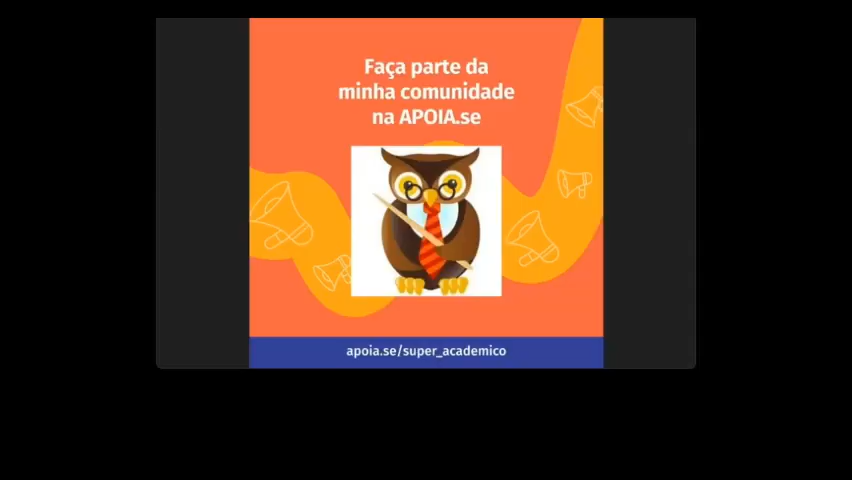 Faça parte da
minha comunidade
na APOIA.se
apoia.se/super_academico